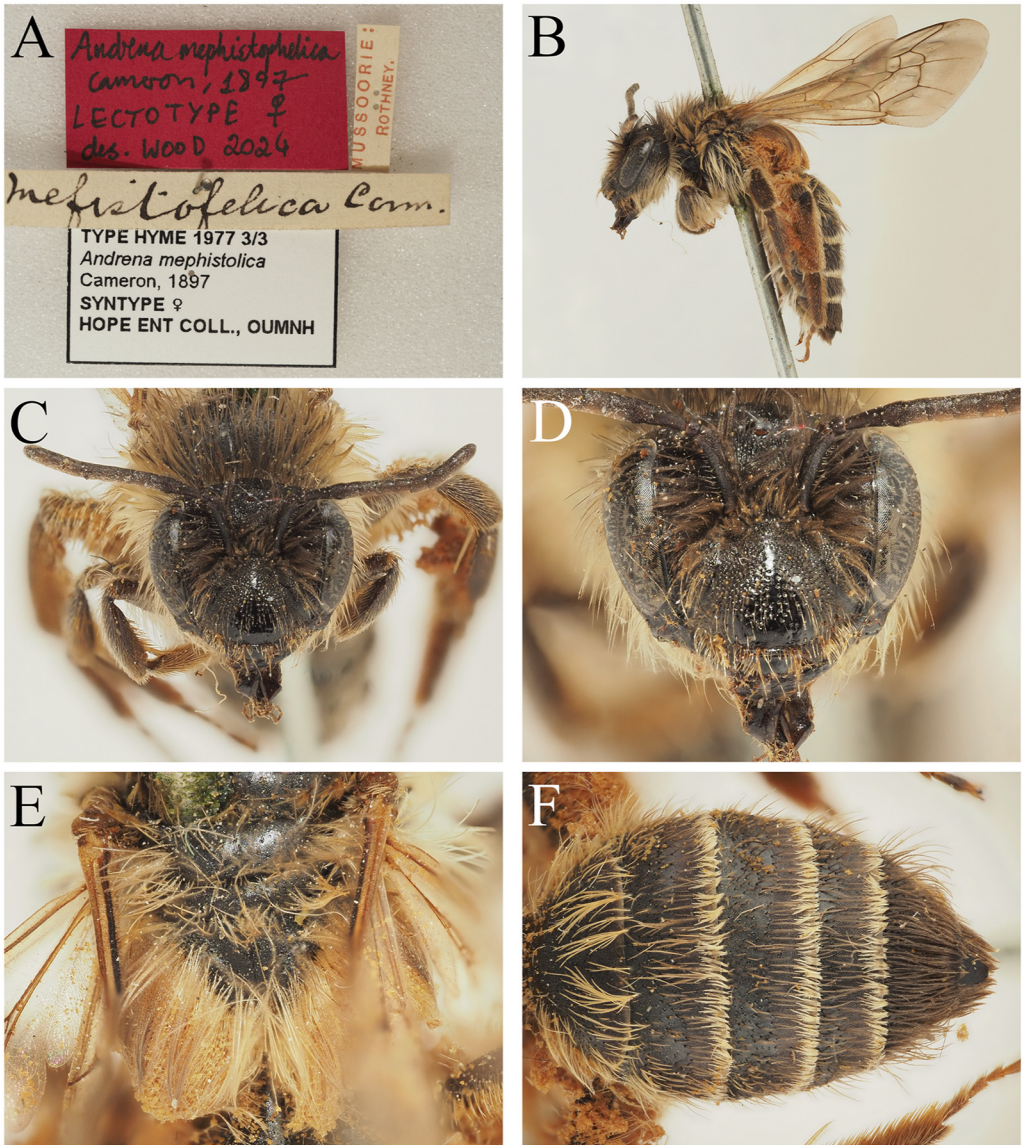 A
Andrena mephistophelica
Cameron, 1897
LECTOTYPE ♀
des. WOOD 2024
MUSSOORIE:
ROTHNEY.
Mefistofelica Cam.
TYPE HYME 1977 3/3
Andrena mephistolica
Cameron, 1897
SYNTYPE ♀
HOPE ENT COLL., OUMNH
B
C
D
E
F